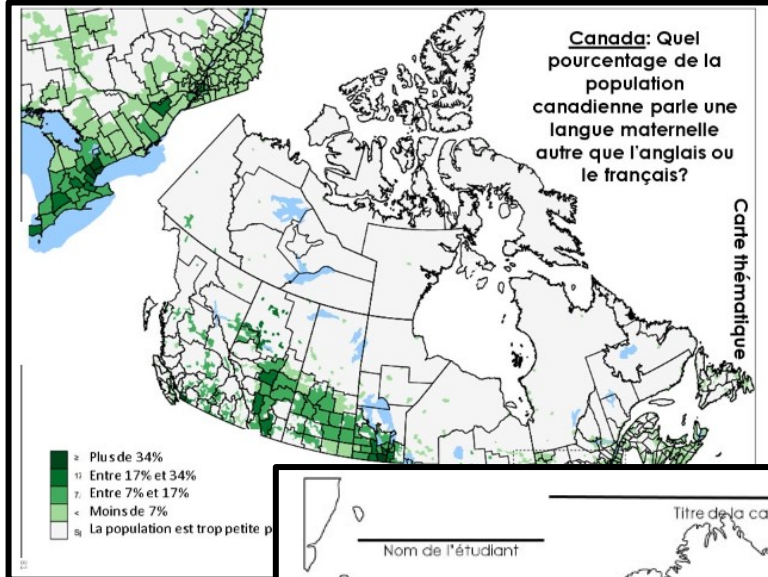 Canada: Quel
pourcentage de la
population
canadienne parle une
langue maternelle
autre que l'anglais ou
le français?
Carte thématique
Plus de 34%
Entre 17% et 34%
Entre 7% et 17%
Moins de 7%
La population est trop petite p
Titre de la ca
Nom de l'étudiant